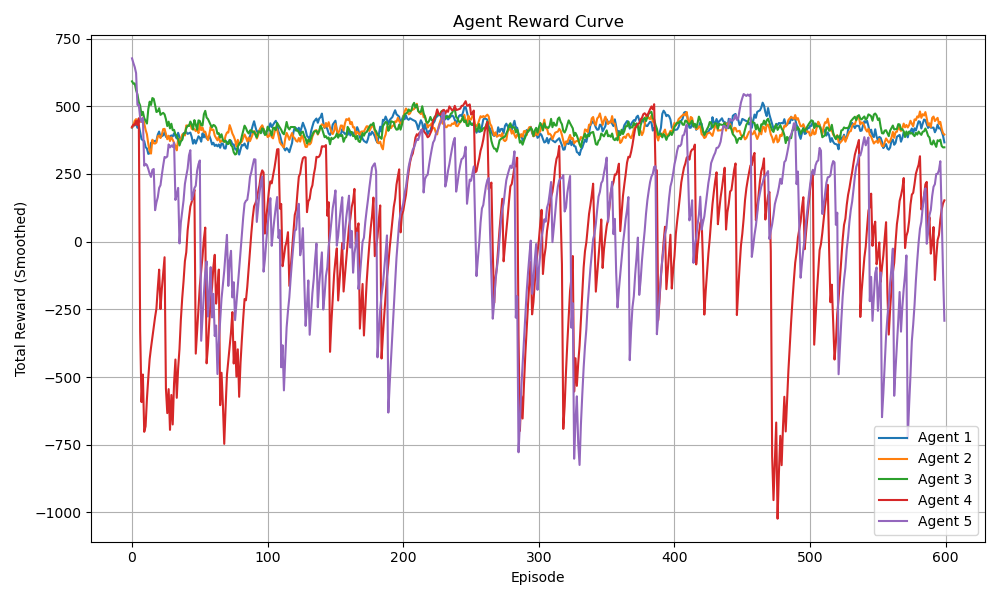 Agent Reward Curve
Total Reward (Smoothed)
750
500
250
0
−250
−500
−750
−1000
0 100 200 300 400 500 600
Episode
Agent 1
Agent 2
Agent 3
Agent 4
Agent 5